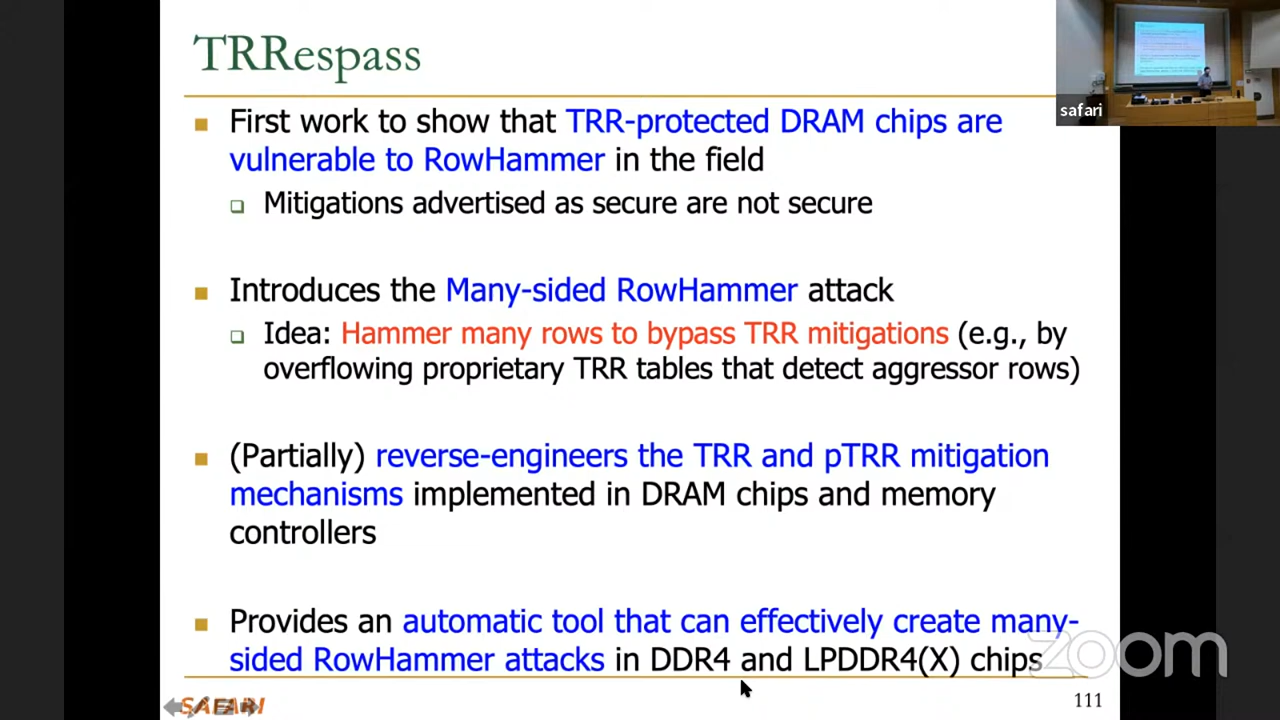 TRRespass
First work to show that TRR-protected DRAM chips are
vulnerable to RowHammer in the field
Mitigations advertised as secure are not secure
Introduces the Many-sided RowHammer attack
Idea: Hammer many rows to bypass TRR mitigations (e.g., by
overflowing proprietary TRR tables that detect aggressor rows)
(Partially) reverse-engineers the TRR and pTRR mitigation
mechanisms implemented in DRAM chips and memory
controllers
Provides an automatic tool that can effectively create many-
sided RowHammer attacks in DDR4 and LPDDR4(X) chips
SAFARI
111
safari
zoom